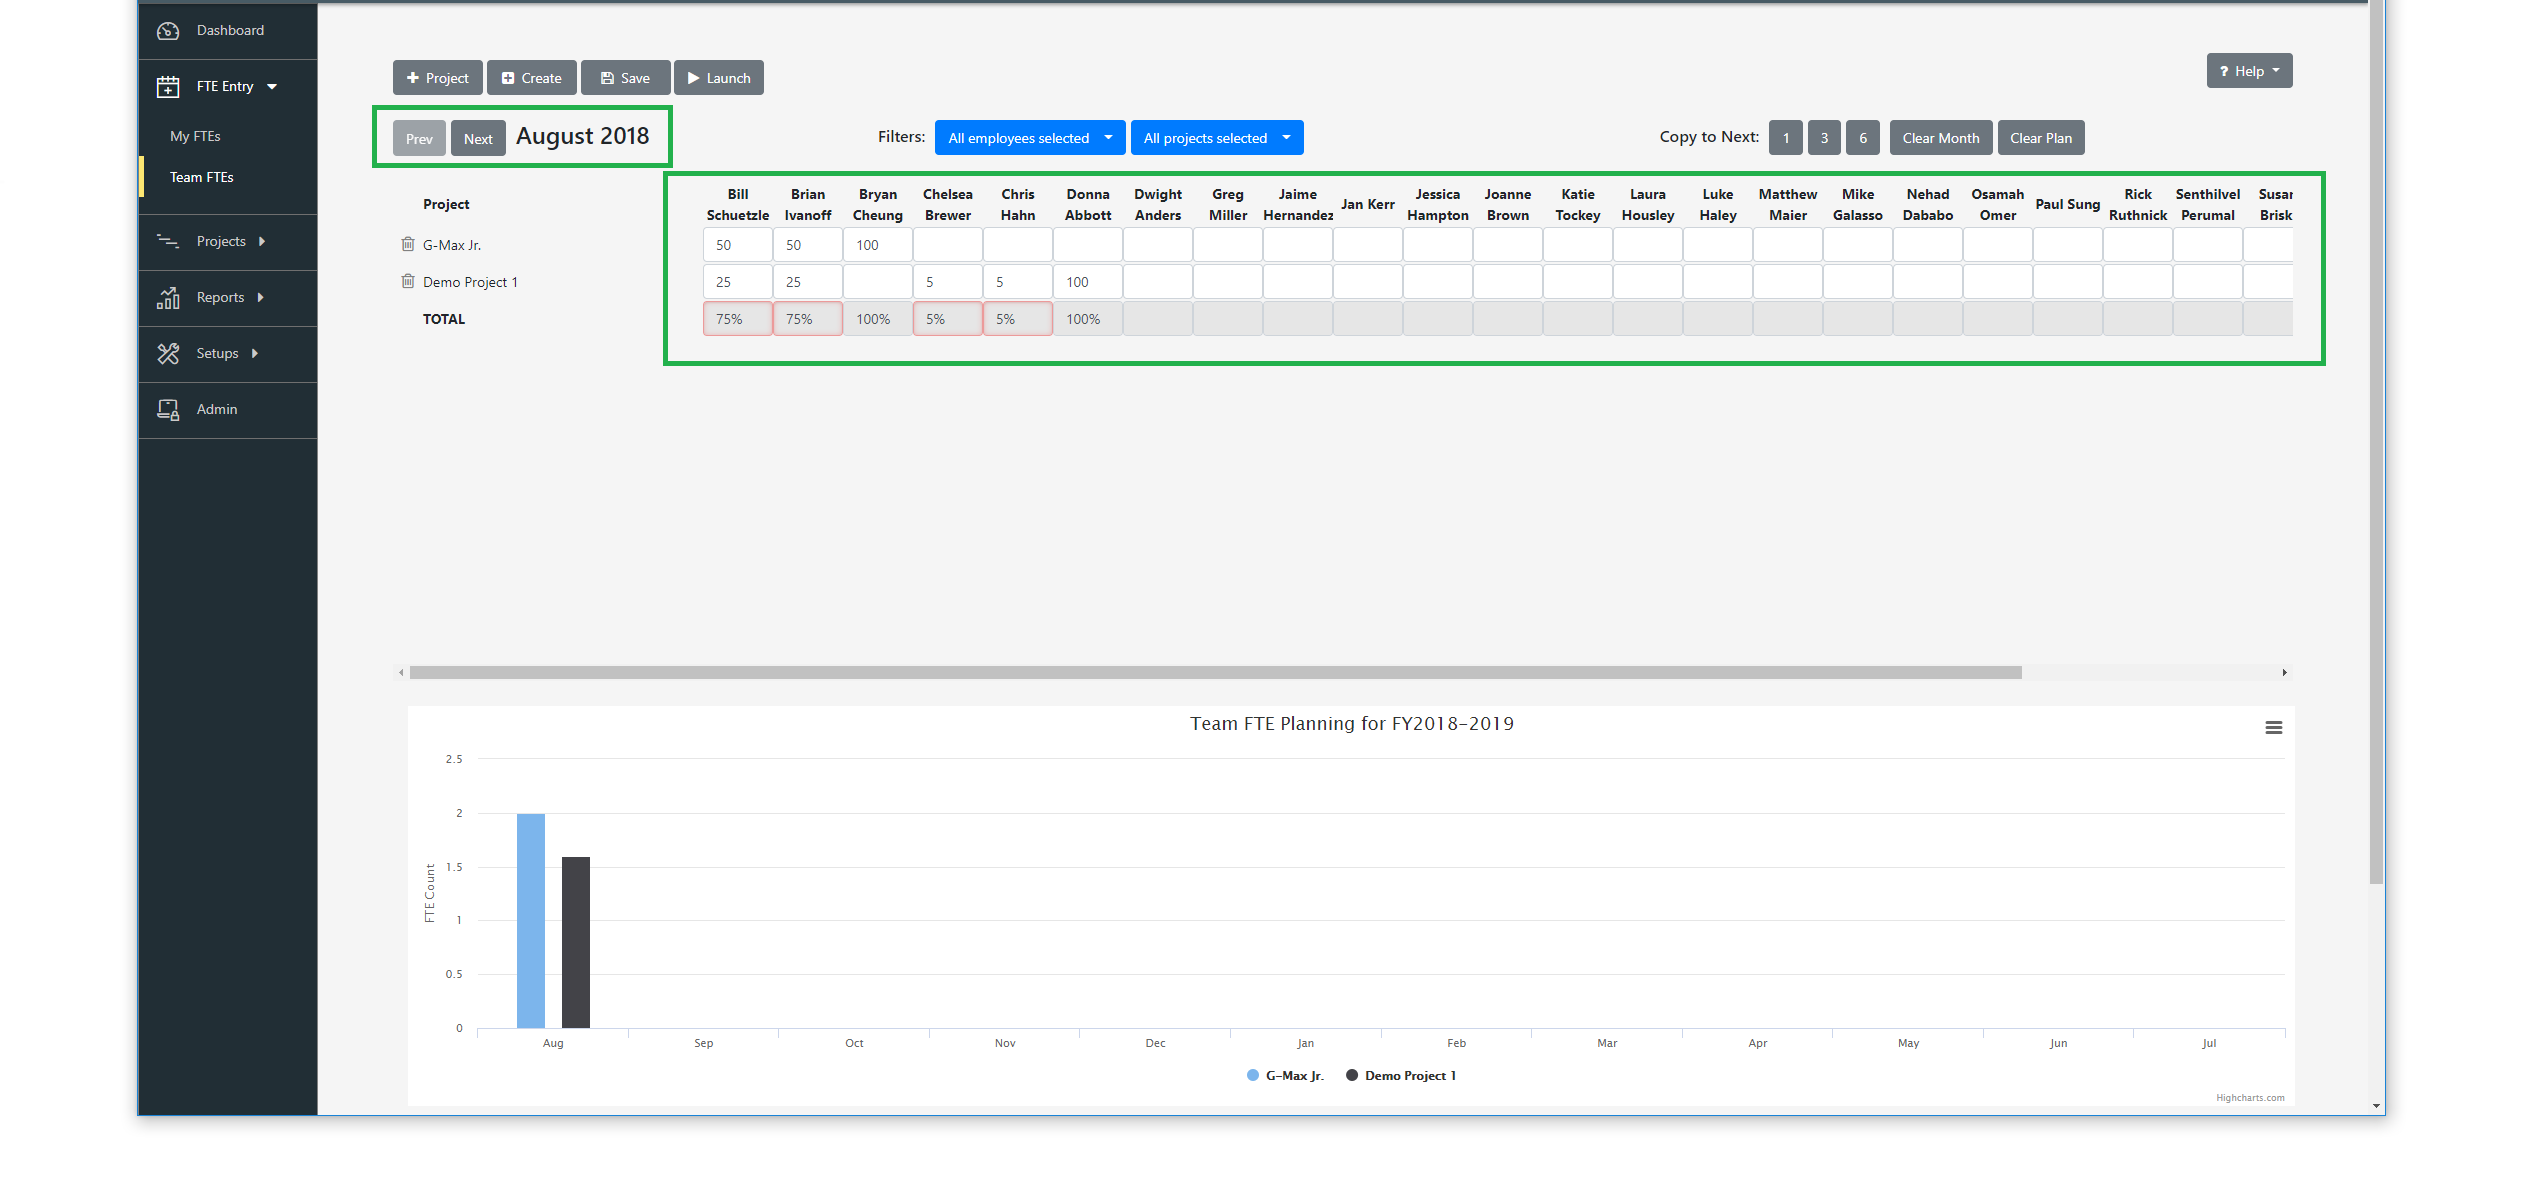 Dashboard
FTE Entry
My FTEs
Team FTEs
Projects
Reports
Setups
Admin
Project Create Save Launch
? Help
Prev Next August 2018
Filters: All employees selected All projects selected
Copy to Next: 1 3 6 Clear Month Clear Plan
Project Bill Schuetzle Brian Ivanoff Bryan Cheung Chelsea Brewer Chris Hahn Donna Abbott Dwight Anders Greg Miller Jaime Hernandez Jan Kerr Jessica Hampton Joanne Brown Katie Tockey Laura Housley Luke Haley Matthew Maier Mike Galasso Nehad Dababo Osamah Omer Paul Sung Rick Ruthnick Senthilvel Perumal Susan Brisk
G-Max Jr. 50 50 100
Demo Project 1 25 25 5 5 100
TOTAL 75% 75% 100% 5% 5% 100%
Team FTE Planning for FY2018-2019
FTE Count
2.5
2
1.5
1
0.5
0
Aug Sep Oct Nov Dec Jan Feb Mar Apr May Jun Jul
G-Max Jr. Demo Project 1
Highcharts.com